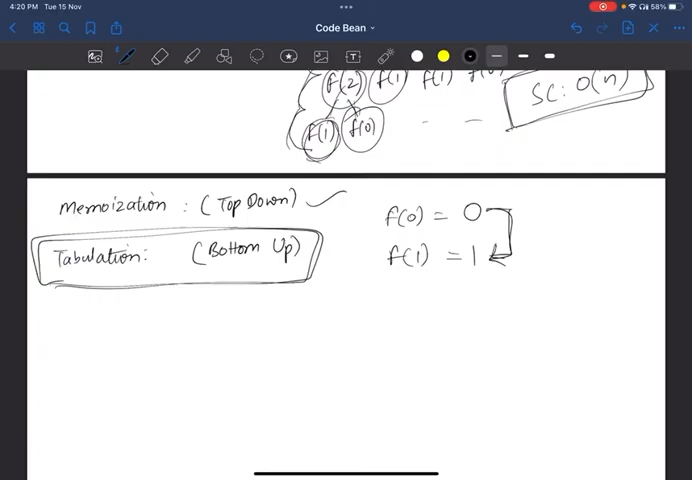 4:20 PM Tue 15 Nov
58%
Code Bean
f(2) f(1) f(1)
SC: O(n)
f(1) f(0)
Memoization : (Top Down)
f(0) = 0
Tabulation: (Bottom Up)
f(1) = 1